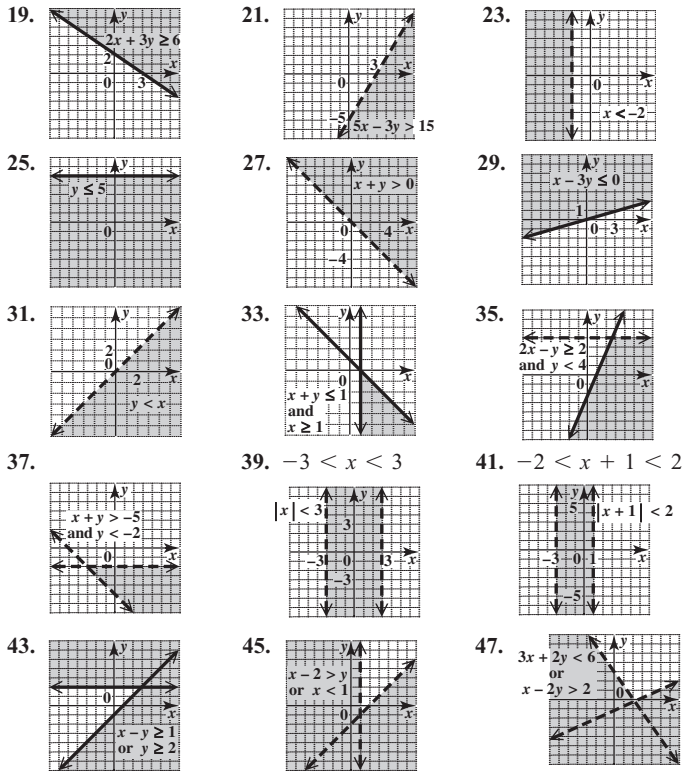 19.
y
2x + 3y ≥ 6
2
x
0
3
21.
y
3
x
0
−5
5x − 3y > 15
23.
y
x
0
x < −2
25.
y
y ≤ 5
0
x
27.
y
x + y > 0
0
4
x
−4
29.
y
x − 3y ≤ 0
1
0
3
x
31.
y
2
0
2
x
y < x
33.
y
x
0
x + y ≤ 1
and
x ≥ 1
35.
y
2x − y ≥ 2
and y < 4
x
0
37.
y
x + y > −5
and y < −2
0
x
39. −3 < x < 3
y
|x| < 3
3
−3
0
3
x
−3
41. −2 < x + 1 < 2
y
5
|x + 1| < 2
−3
0
1
x
−5
43.
y
0
x
x − y ≥ 1
or y ≥ 2
45.
y
x − 2 > y
or x < 1
0
x
47.
3x + 2y < 6
y
or
x − 2y > 2
0
x